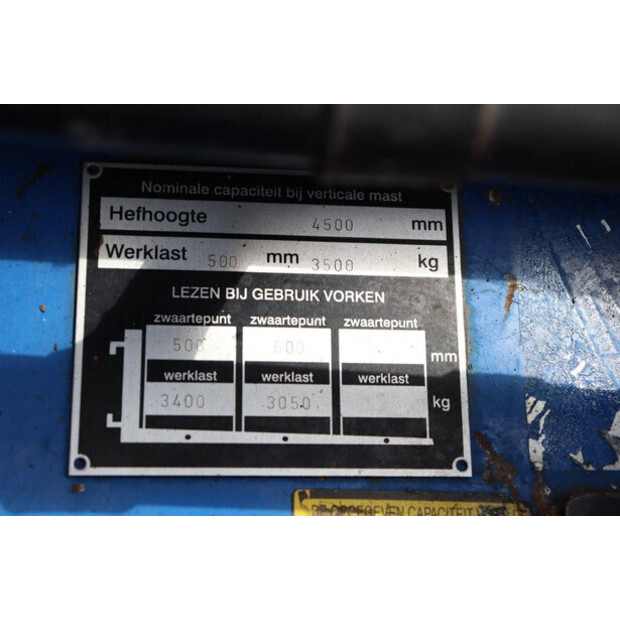 Nominale capaciteit bij verticale mast
Hefhoogte 4500 mm
Werklast 500 mm 3500 kg
LEZEN BIJ GEBRUIK VORKEN
zwaartepunt zwaartepunt zwaartepunt
500 600 mm
werklast werklast werklast
3400 3050 kg
CAPACITEIT